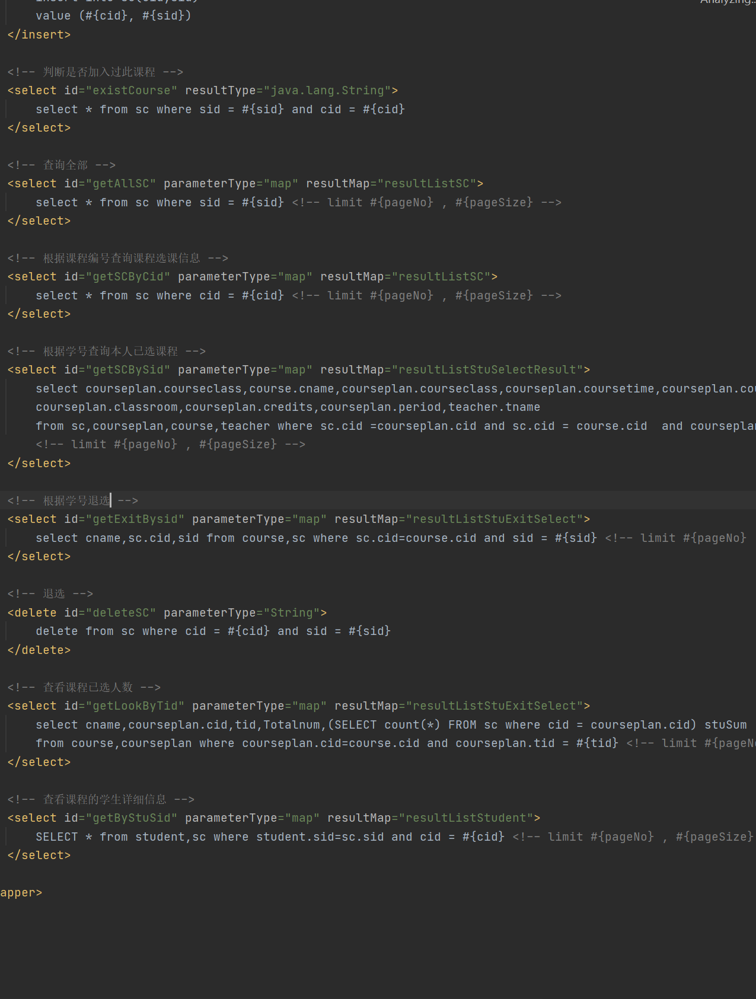 Analyzing...
value (#{cid}, #{sid})
</insert>
<!-- 判断是否加入过此课程 -->
<select id="existCourse" resultType="java.lang.String">
select * from sc where sid = #{sid} and cid = #{cid}
</select>
<!-- 查询全部 -->
<select id="getAllSC" parameterType="map" resultMap="resultListSC">
select * from sc where sid = #{sid} <!-- limit #{pageNo} , #{pageSize} -->
</select>
<!-- 根据课程编号查询课程选课信息 -->
<select id="getSCByCid" parameterType="map" resultMap="resultListSC">
select * from sc where cid = #{cid} <!-- limit #{pageNo} , #{pageSize} -->
</select>
<!-- 根据学号查询本人已选课程 -->
<select id="getSCBySid" parameterType="map" resultMap="resultListStuSelectResult">
select courseplan.courseclass,course.cname,courseplan.courseclass,courseplan.coursetime,courseplan.cou
courseplan.classroom,courseplan.credits,courseplan.period,teacher.tname
from sc,courseplan,course,teacher where sc.cid =courseplan.cid and sc.cid = course.cid  and courseplan
<!-- limit #{pageNo} , #{pageSize} -->
</select>
<!-- 根据学号退选 -->
<select id="getExitBysid" parameterType="map" resultMap="resultListStuExitSelect">
select cname,sc.cid,sid from course,sc where sc.cid=course.cid and sid = #{sid} <!-- limit #{pageNo}
</select>
<!-- 退选 -->
<delete id="deleteSC" parameterType="String">
delete from sc where cid = #{cid} and sid = #{sid}
</delete>
<!-- 查看课程已选人数 -->
<select id="getLookByTid" parameterType="map" resultMap="resultListStuExitSelect">
select cname,courseplan.cid,tid,Totalnum,(SELECT count(*) FROM sc where cid = courseplan.cid) stuSum
from course,courseplan where courseplan.cid=course.cid and courseplan.tid = #{tid} <!-- limit #{pageN
</select>
<!-- 查看课程的学生详细信息 -->
<select id="getByStuSid" parameterType="map" resultMap="resultListStudent">
SELECT * from student,sc where student.sid=sc.sid and cid = #{cid} <!-- limit #{pageNo} , #{pageSize}
</select>
apper>